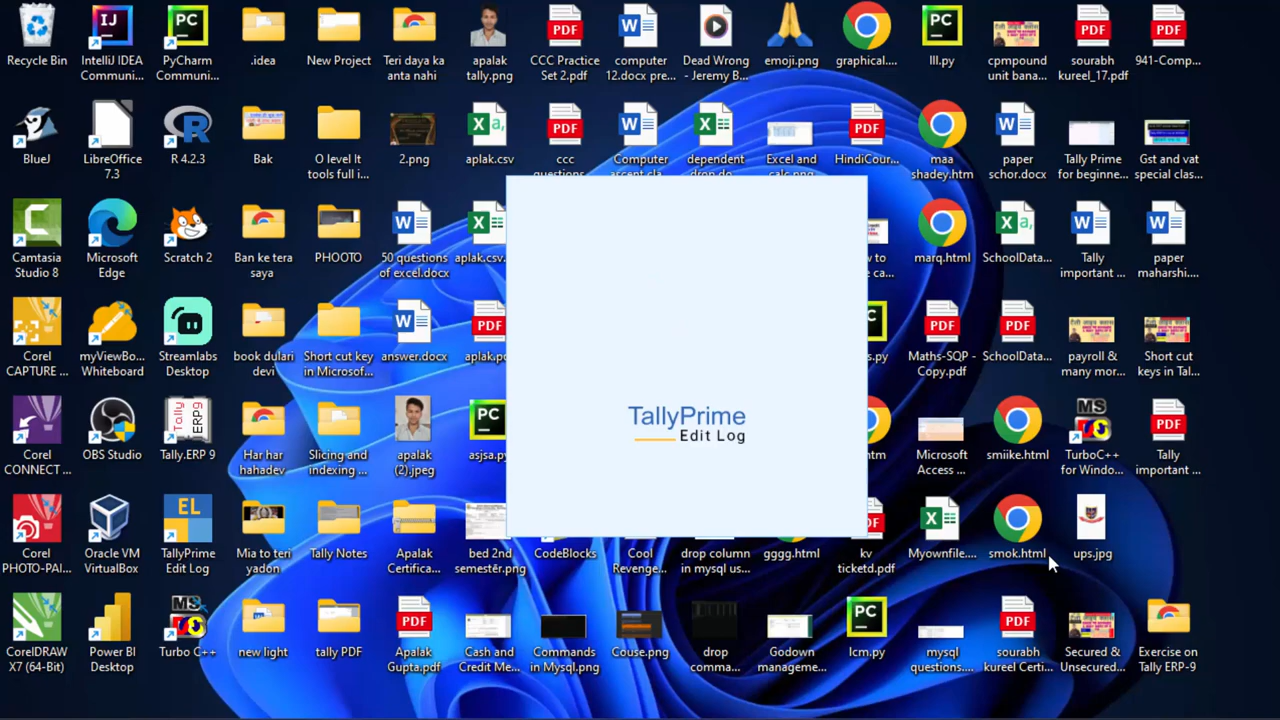 Recycle Bin
IntelliJ IDEA
Communi...
PyCharm
Communi...
.idea
New Project
Teri daya ka
anta nahi
apalak
tally.png
CCC Practice
Set 2.pdf
computer
12.docx pre...
Dead Wrong
- Jeremy B...
emoji.png
graphical....
lll.py
cpmpound
unit bana...
sourabh
kureel_17.pdf
941-Comp...
BlueJ
LibreOffice
7.3
R 4.2.3
Bak
O level It
tools full i...
2.png
aplak.csv
ccc
questions
Computer
ascent cla
dependent
drop do
Excel and
calc.png
HindiCour...
maa
shadey.htm
paper
schor.docx
Tally Prime
for beginne...
Gst and vat
special clas...
Camtasia
Studio 8
Microsoft
Edge
Scratch 2
Ban ke tera
saya
PHOOTO
50 questions
of excel.docx
aplak.csv.
w to
e ca...
marq.html
SchoolData...
Tally
important ...
paper
maharshi....
Corel
CAPTURE ...
myViewBo...
Whiteboard
Streamlabs
Desktop
book dulari
devi
Short cut key
in Microsof...
answer.docx
aplak.po
s.py
Maths-SQP -
Copy.pdf
SchoolData...
payroll &
many mor...
Short cut
keys in Tal...
TallyPrime
Edit Log
Corel
CONNECT ...
OBS Studio
Tally.ERP 9
Har har
hahadev
Slicing and
indexing ...
apalak
(2).jpeg
asjsa.py
htm
Microsoft
Access ...
smiike.html
TurboC++
for Windo...
Tally
important ...
Corel
PHOTO-PAI...
Oracle VM
VirtualBox
TallyPrime
Edit Log
Mia to teri
yadon
Tally Notes
Apalak
Certifica...
bed 2nd
semester.png
CodeBlocks
Cool
Revenge...
drop column
in mysql us...
gggg.html
kv
ticketd.pdf
Myownfile....
smok.html
ups.jpg
CorelDRAW
X7 (64-Bit)
Power BI
Desktop
Turbo C++
new light
tally PDF
Apalak
Gupta.pdf
Cash and
Credit Me...
Commands
in Mysql.png
Couse.png
drop
comma...
Godown
manageme...
lcm.py
mysql
questions....
sourabh
kureel Certi...
Secured &
Unsecured...
Exercise on
Tally ERP-9